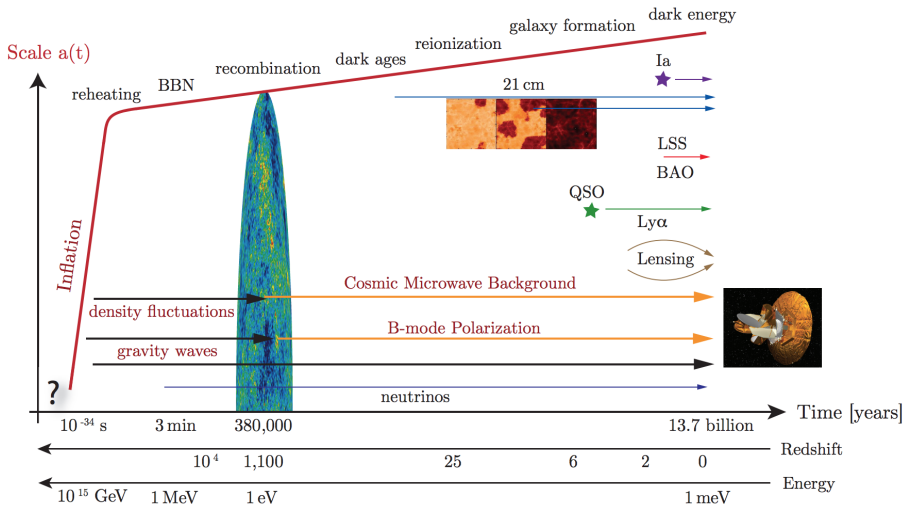 dark energy
galaxy formation
Scale a(t)
reionization
dark ages
recombination
Ia
BBN
reheating
21 cm
LSS
BAO
QSO
Lyα
Inflation
Lensing
Cosmic Microwave Background
density fluctuations
B-mode Polarization
gravity waves
?
neutrinos
Time [years]
10⁻³⁴ s 3 min 380,000 13.7 billion
Redshift
10⁴ 1,100 25 6 2 0
Energy
10¹⁵ GeV 1 MeV 1 eV 1 meV